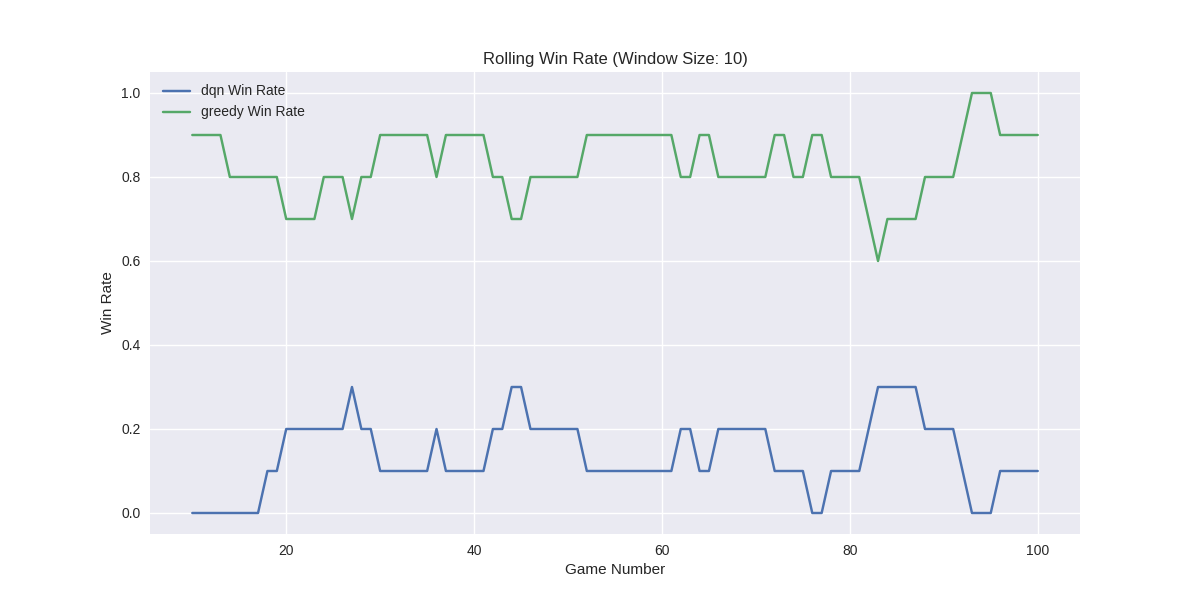 Rolling Win Rate (Window Size: 10)
dqn Win Rate
greedy Win Rate
Win Rate
1.0
0.8
0.6
0.4
0.2
0.0
20 40 60 80 100
Game Number